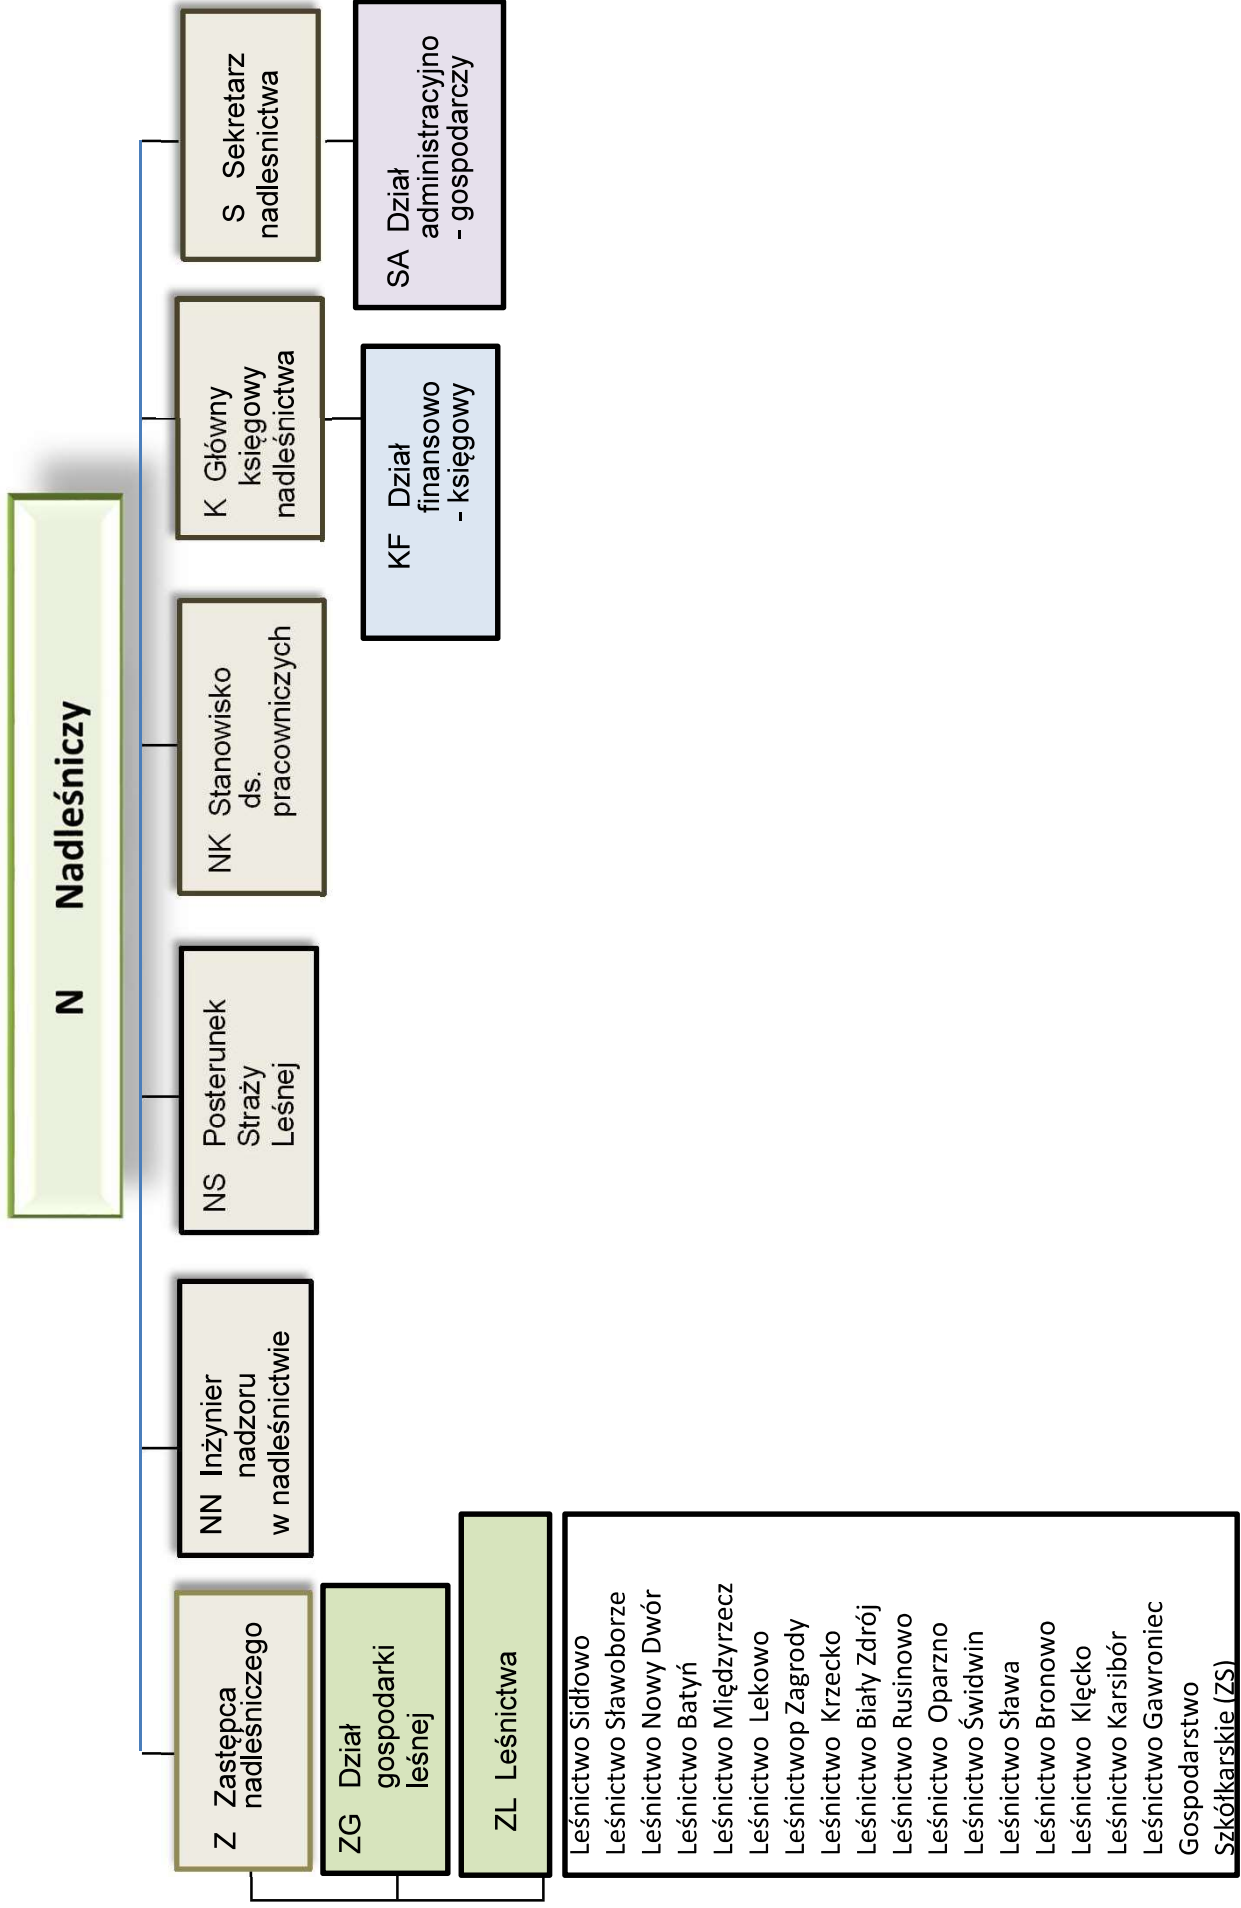 N Nadleśniczy
Z Zastępca
nadleśniczego
NN Inżynier
nadzoru
w nadleśnictwie
NS Posterunek
Straży
Leśnej
NK Stanowisko
ds.
pracowniczych
K Główny
księgowy
nadleśnictwa
S Sekretarz
nadlesnictwa
ZG Dział
gospodarki
leśnej
KF Dział
finansowo
- księgowy
SA Dział
administracyjno
- gospodarczy
ZL Leśnictwa
Leśnictwo Sidłowo
Leśnictwo Sławoborze
Leśnictwo Nowy Dwór
Leśnictwo Batyń
Leśnictwo Międzyrzecz
Leśnictwo Lekowo
Leśnictwop Zagrody
Leśnictwo Krzecko
Leśnictwo Biały Zdrój
Leśnictwo Rusinowo
Leśnictwo Oparzno
Leśnictwo Świdwin
Leśnictwo Sława
Leśnictwo Bronowo
Leśnictwo Klęcko
Leśnictwo Karsibór
Leśnictwo Gawroniec
Gospodarstwo
Szkółkarskie (ZS)